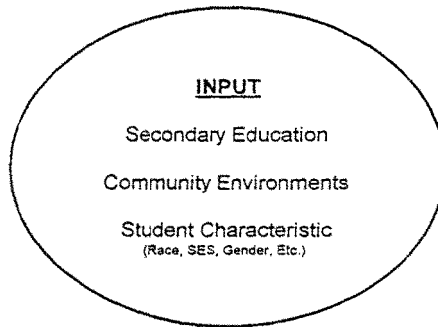 INPUT
Secondary Education
Community Environments
Student Characteristic
(Race, SES, Gender, Etc.)